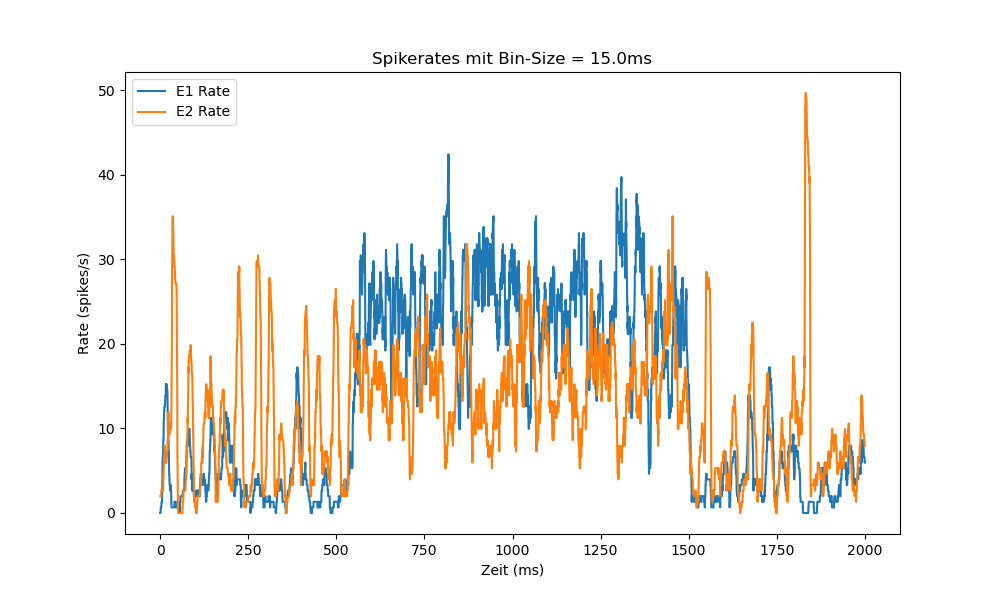 Spikerates mit Bin-Size = 15.0ms
E1 Rate
E2 Rate
50
40
30
20
10
0
Rate (spikes/s)
0 250 500 750 1000 1250 1500 1750 2000
Zeit (ms)